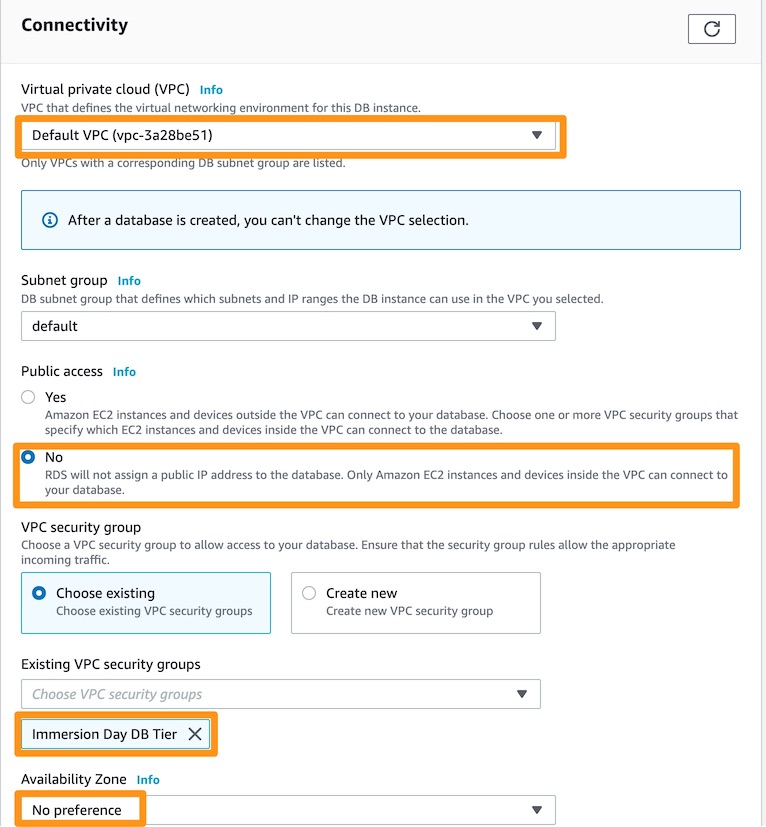 Connectivity
Virtual private cloud (VPC) Info
VPC that defines the virtual networking environment for this DB instance.
Default VPC (vpc-3a28be51)
Only VPCs with a corresponding DB subnet group are listed.
After a database is created, you can't change the VPC selection.
Subnet group Info
DB subnet group that defines which subnets and IP ranges the DB instance can use in the VPC you selected.
default
Public access Info
Yes
Amazon EC2 instances and devices outside the VPC can connect to your database. Choose one or more VPC security groups that
specify which EC2 instances and devices inside the VPC can connect to the database.
No
RDS will not assign a public IP address to the database. Only Amazon EC2 instances and devices inside the VPC can connect to
your database.
VPC security group
Choose a VPC security group to allow access to your database. Ensure that the security group rules allow the appropriate
incoming traffic.
Choose existing
Choose existing VPC security groups
Create new
Create new VPC security group
Existing VPC security groups
Choose VPC security groups
Immersion Day DB Tier
Availability Zone Info
No preference